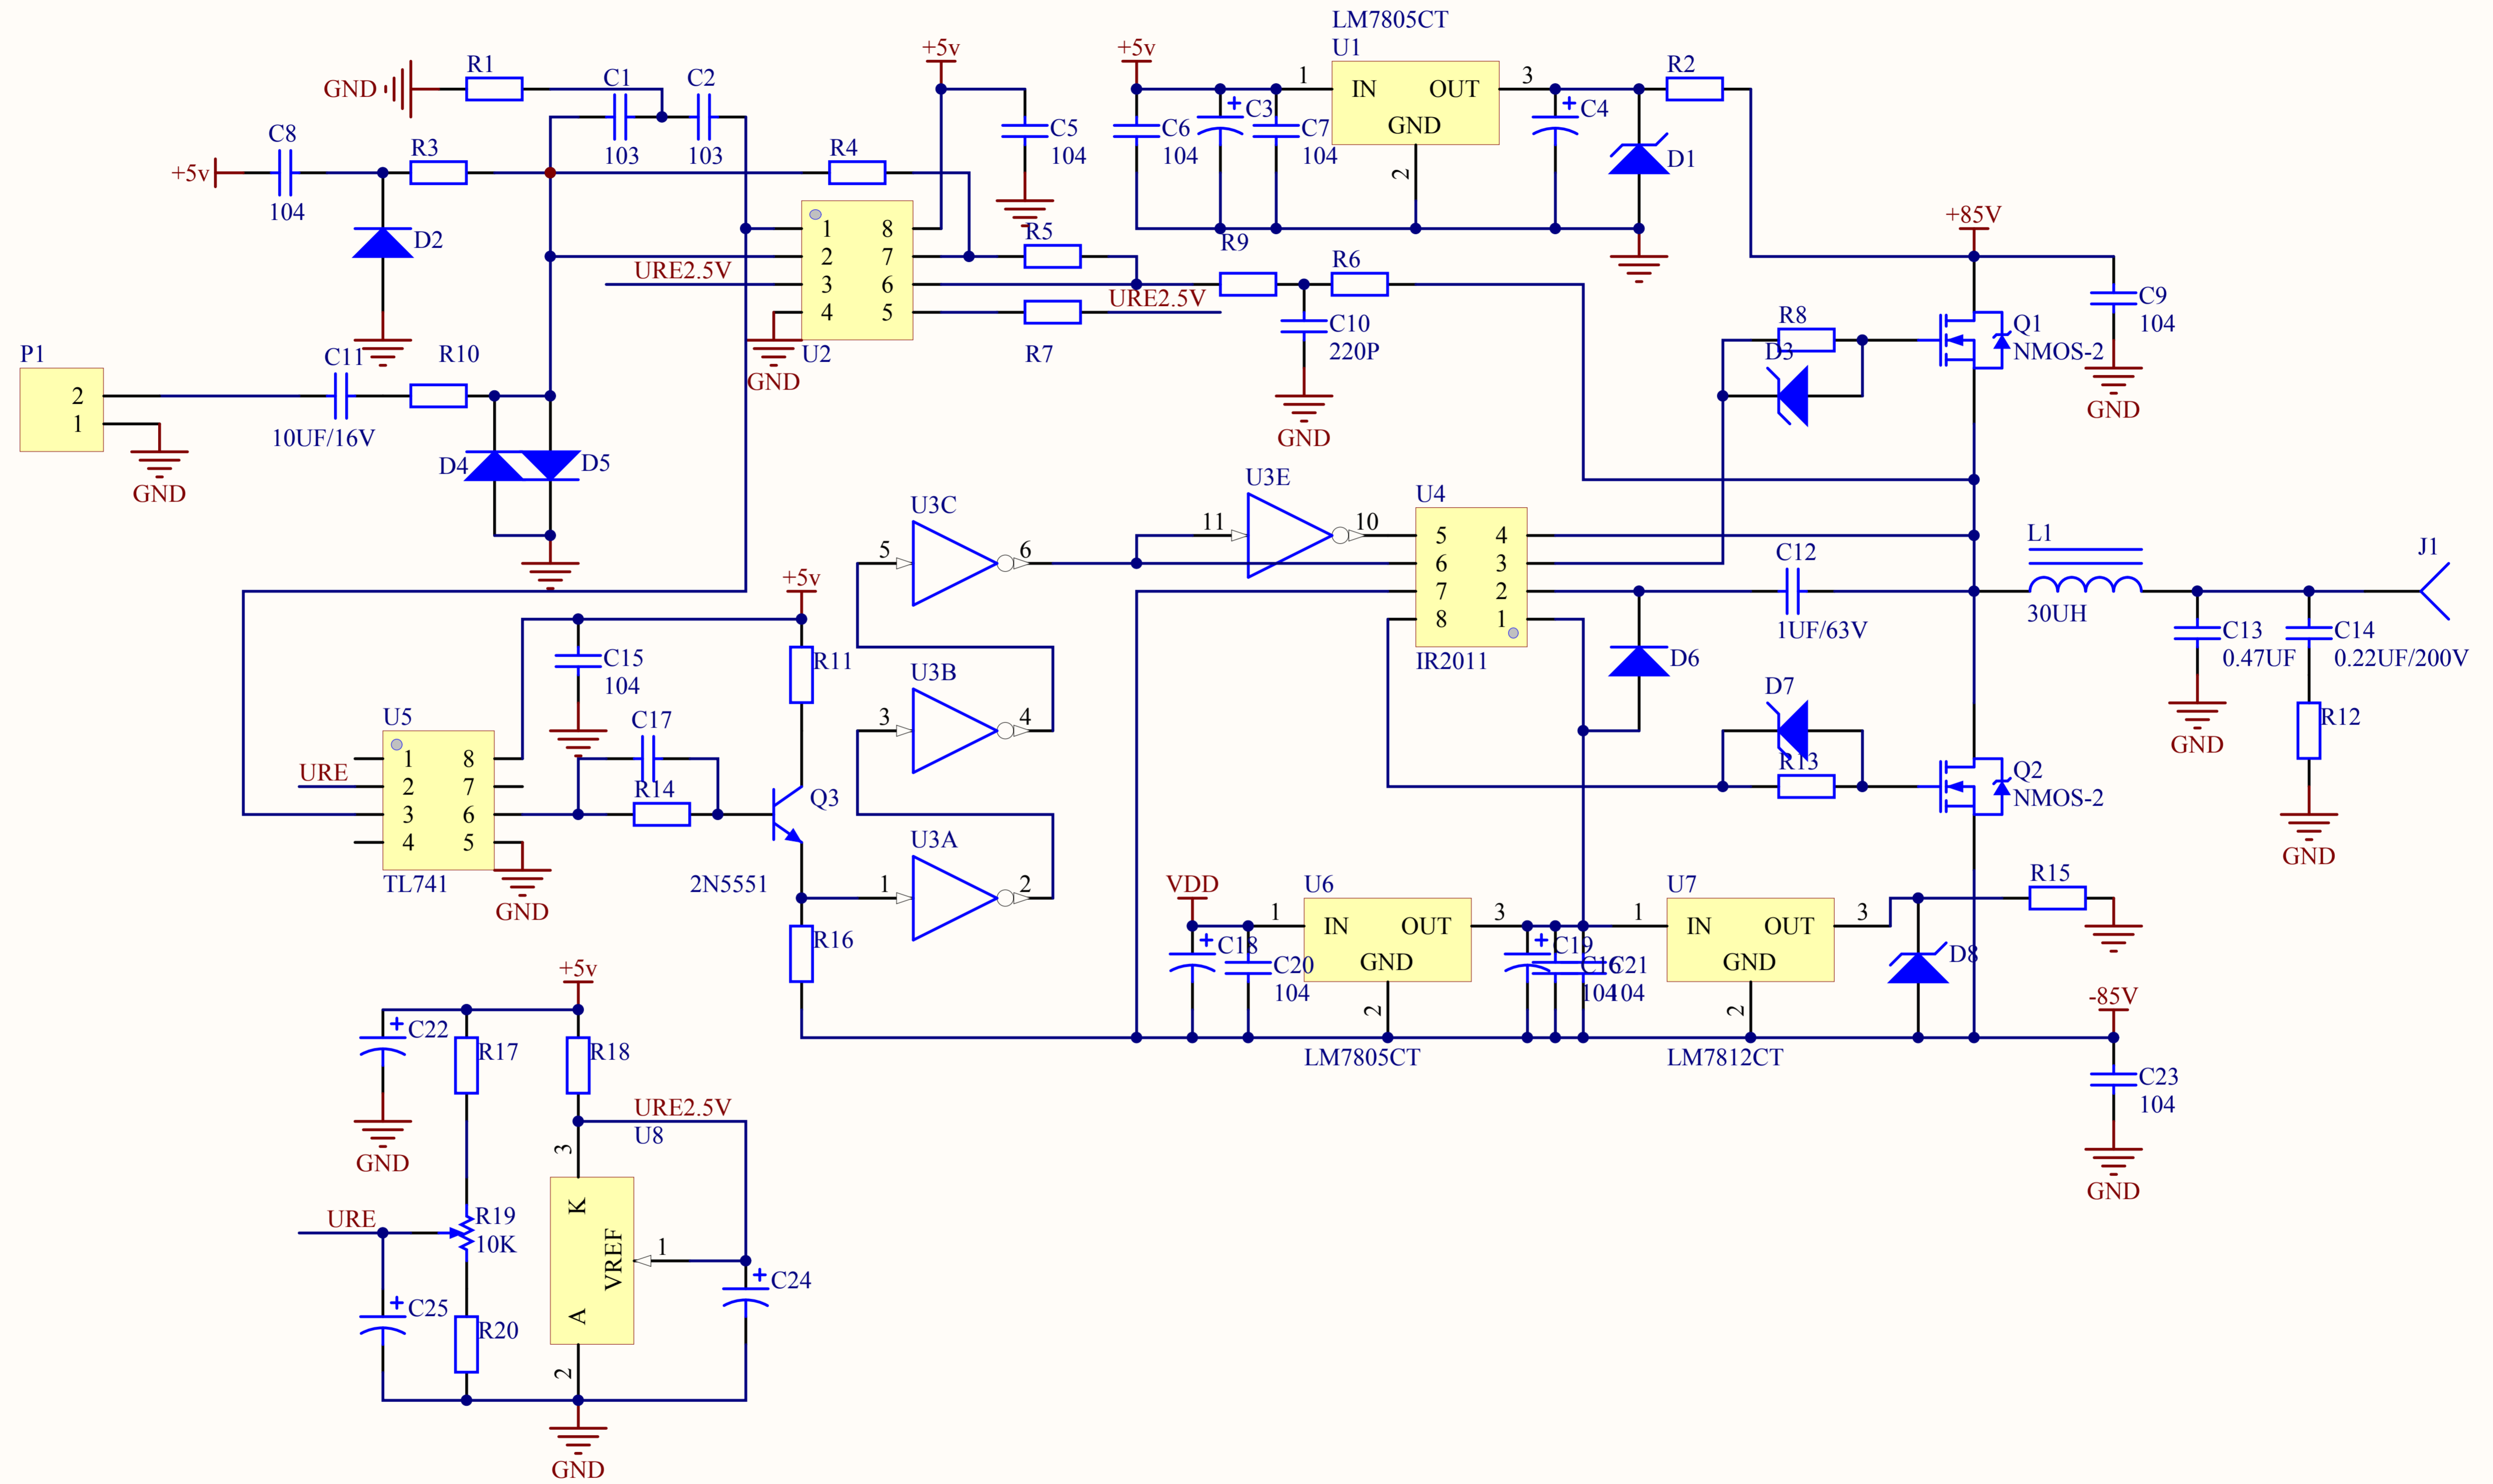 LM7805CT
U1
+5v
+5v
1
IN
OUT
3
GND
2
R2
GND
R1
C1
103
C2
103
C3
C6
104
C7
104
C4
D1
C5
104
C8
104
+5v
R3
R4
D2
1
2
3
4
8
7
6
5
U2
URE2.5V
GND
R5
R9
R6
URE2.5V
R7
C10
220P
GND
+85V
C9
104
GND
R8
D3
Q1
NMOS-2
P1
2
1
GND
C11
10UF/16V
R10
D4
D5
U3C
5
6
U3E
11
10
U4
5
6
7
8
4
3
2
1
IR2011
C12
1UF/63V
L1
30UH
J1
C13
0.47UF
GND
C14
0.22UF/200V
R12
GND
+5v
R11
C15
104
U3B
3
4
D6
D7
R13
Q2
NMOS-2
U5
1
2
3
4
8
7
6
5
TL741
URE
GND
C17
R14
Q3
2N5551
U3A
1
2
R16
VDD
C18
C20
104
U6
1
IN
OUT
3
GND
2
LM7805CT
C19
C16
104
C21
104
U7
1
IN
OUT
3
GND
2
LM7812CT
D8
R15
-85V
C23
104
GND
+5v
C22
GND
R17
R18
URE2.5V
U8
3
K
VREF
A
1
2
URE
R19
10K
C25
R20
C24
GND